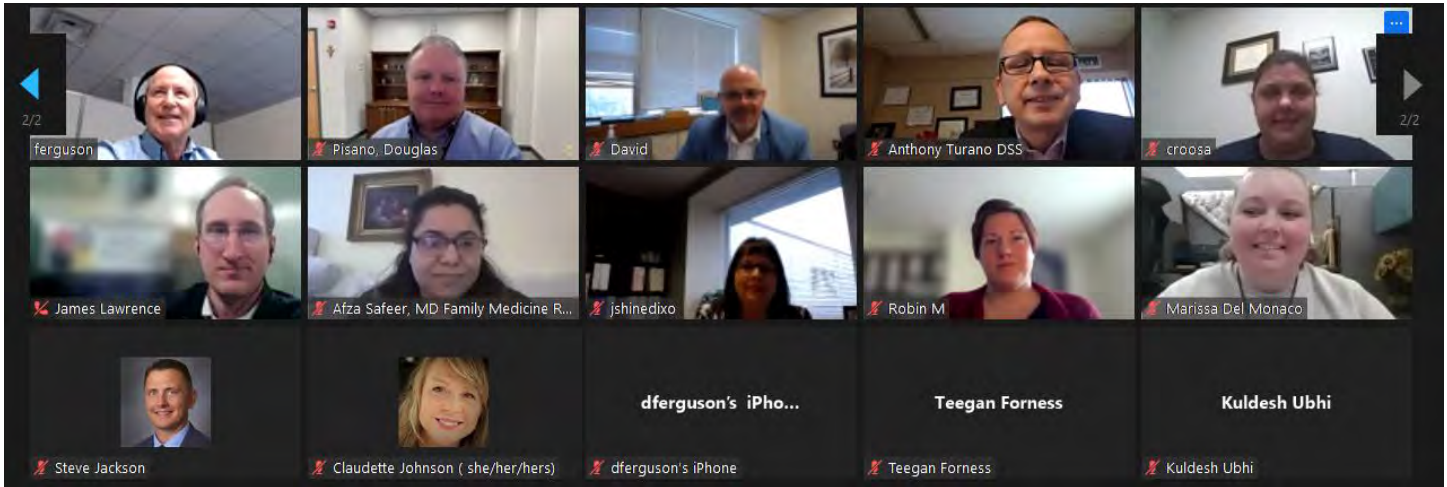 2/2
2/2
ferguson
Pisano, Douglas
David
Anthony Turano DSS
croosa
James Lawrence
Afza Safeer, MD Family Medicine R...
jshinedixo
Robin M
Marissa Del Monaco
dferguson's iPho...
Teegan Forness
Kuldesh Ubhi
Steve Jackson
Claudette Johnson ( she/her/hers)
dferguson's iPhone
Teegan Forness
Kuldesh Ubhi